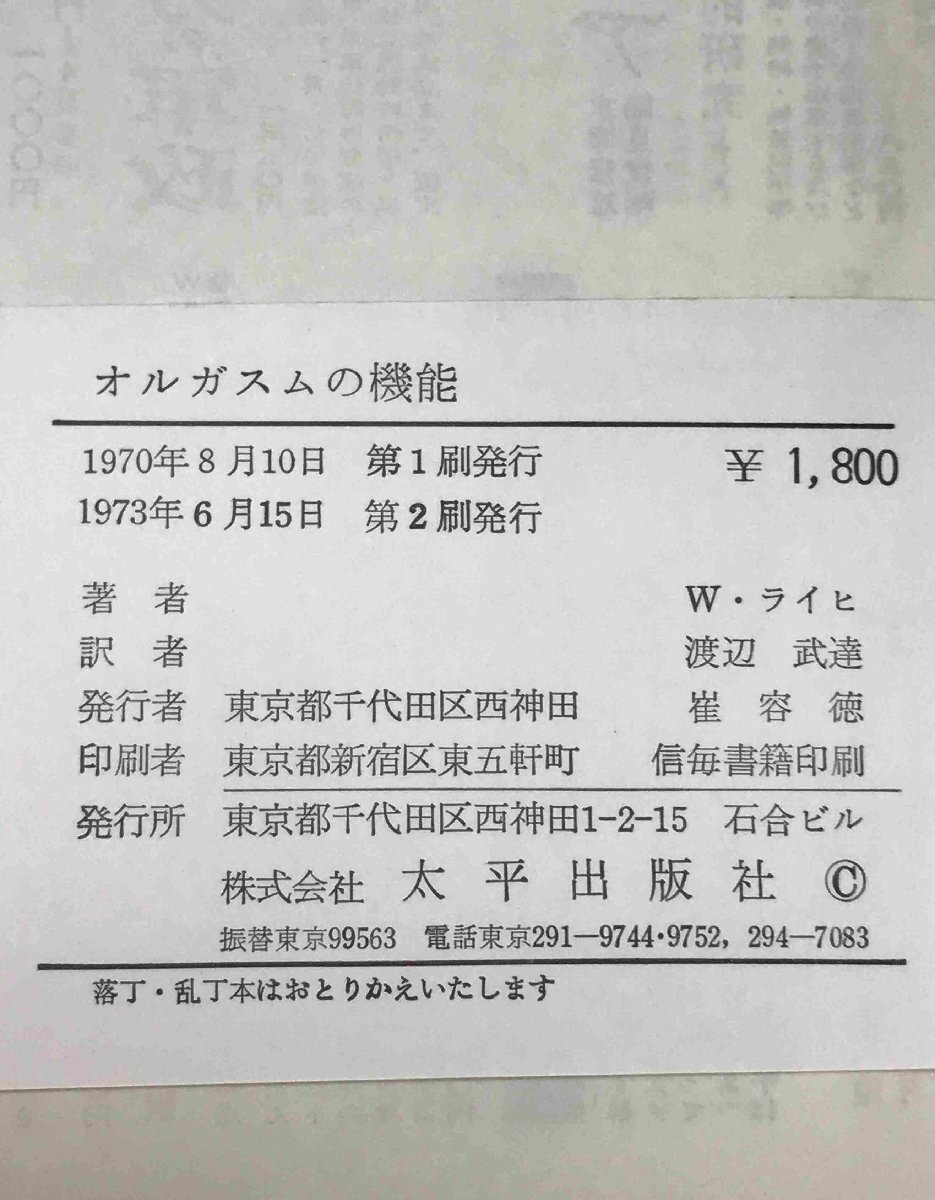 オルガスムの機能
1970年8月10日 第1刷発行 ¥1,800
1973年6月15日 第2刷発行
著者 W・ライヒ
訳者 渡辺 武達
発行者 東京都千代田区西神田 崔容徳
印刷者 東京都新宿区東五軒町 信毎書籍印刷
発行所 東京都千代田区西神田1-2-15 石合ビル
株式会社 太平出版社 ©
振替東京99563 電話東京291―9744・9752, 294―7083
落丁・乱丁本はおとりかえいたします